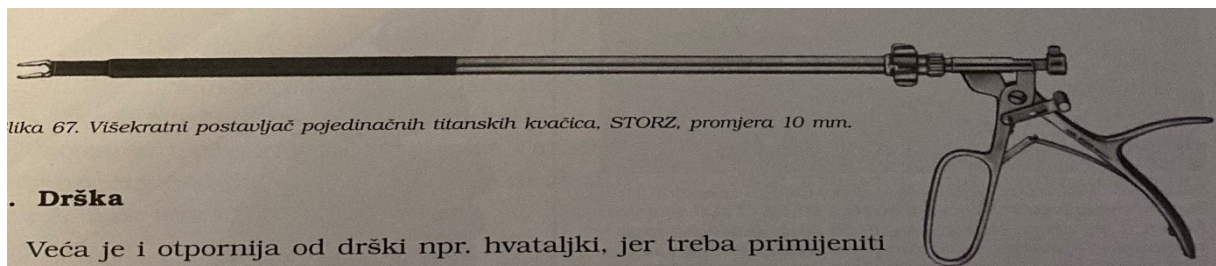 lika 67. Višekratni postavljač pojedinačnih titanskih kvačica, STORZ, promjera 10 mm.
. Drška
Veća je i otpornija od drški npr. hvataljki, jer treba primijeniti